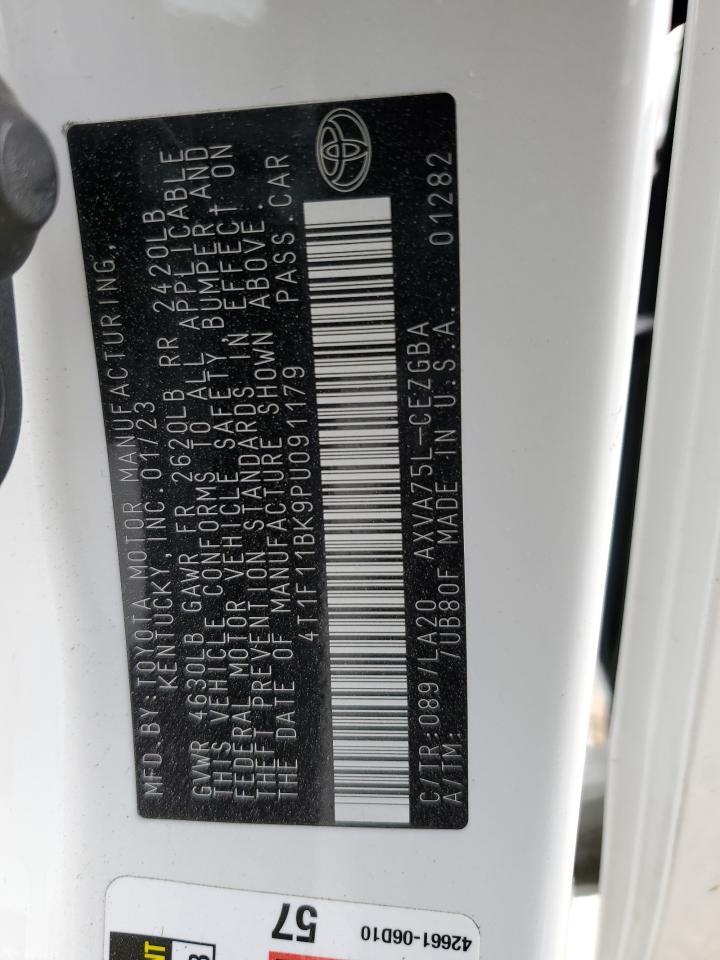 MFD. BY: TOYOTA MOTOR MANUFACTURING,
KENTUCKY, INC. 01/23
GVWR 4630LB GAWR FR 2620LB RR 2420LB
THIS VEHICLE CONFORMS TO ALL APPLICABLE
FEDERAL MOTOR VEHICLE SAFETY, BUMPER AND
THEFT PREVENTION STANDARDS IN EFFECT ON
THE DATE OF MANUFACTURE SHOWN ABOVE.
4T1F11BK9PU091179 PASS.CAR
C/TR:089/LA20 AXVA75L-CEZGBA
A/TM: /UB80F MADE IN U.S.A. 01282
57
42661-06D10